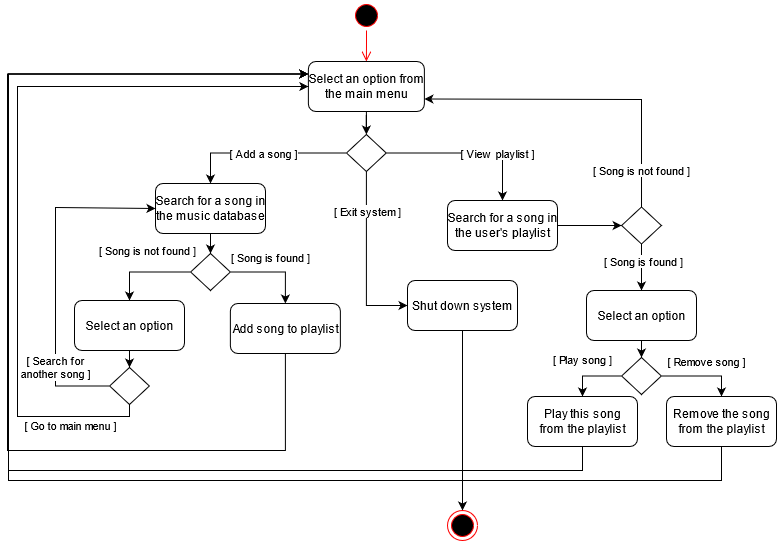 Select an option from
the main menu
[ Add a song ]
[ View playlist ]
[ Song is not found ]
Search for a song in
the music database
[ Exit system ]
Search for a song in
the user's playlist
[ Song is not found ]
[ Song is found ]
[ Song is found ]
Select an option
Add song to playlist
Shut down system
Select an option
[ Search for
another song ]
[ Play song ]
[ Remove song ]
[ Go to main menu ]
Play this song
from the playlist
Remove the song
from the playlist